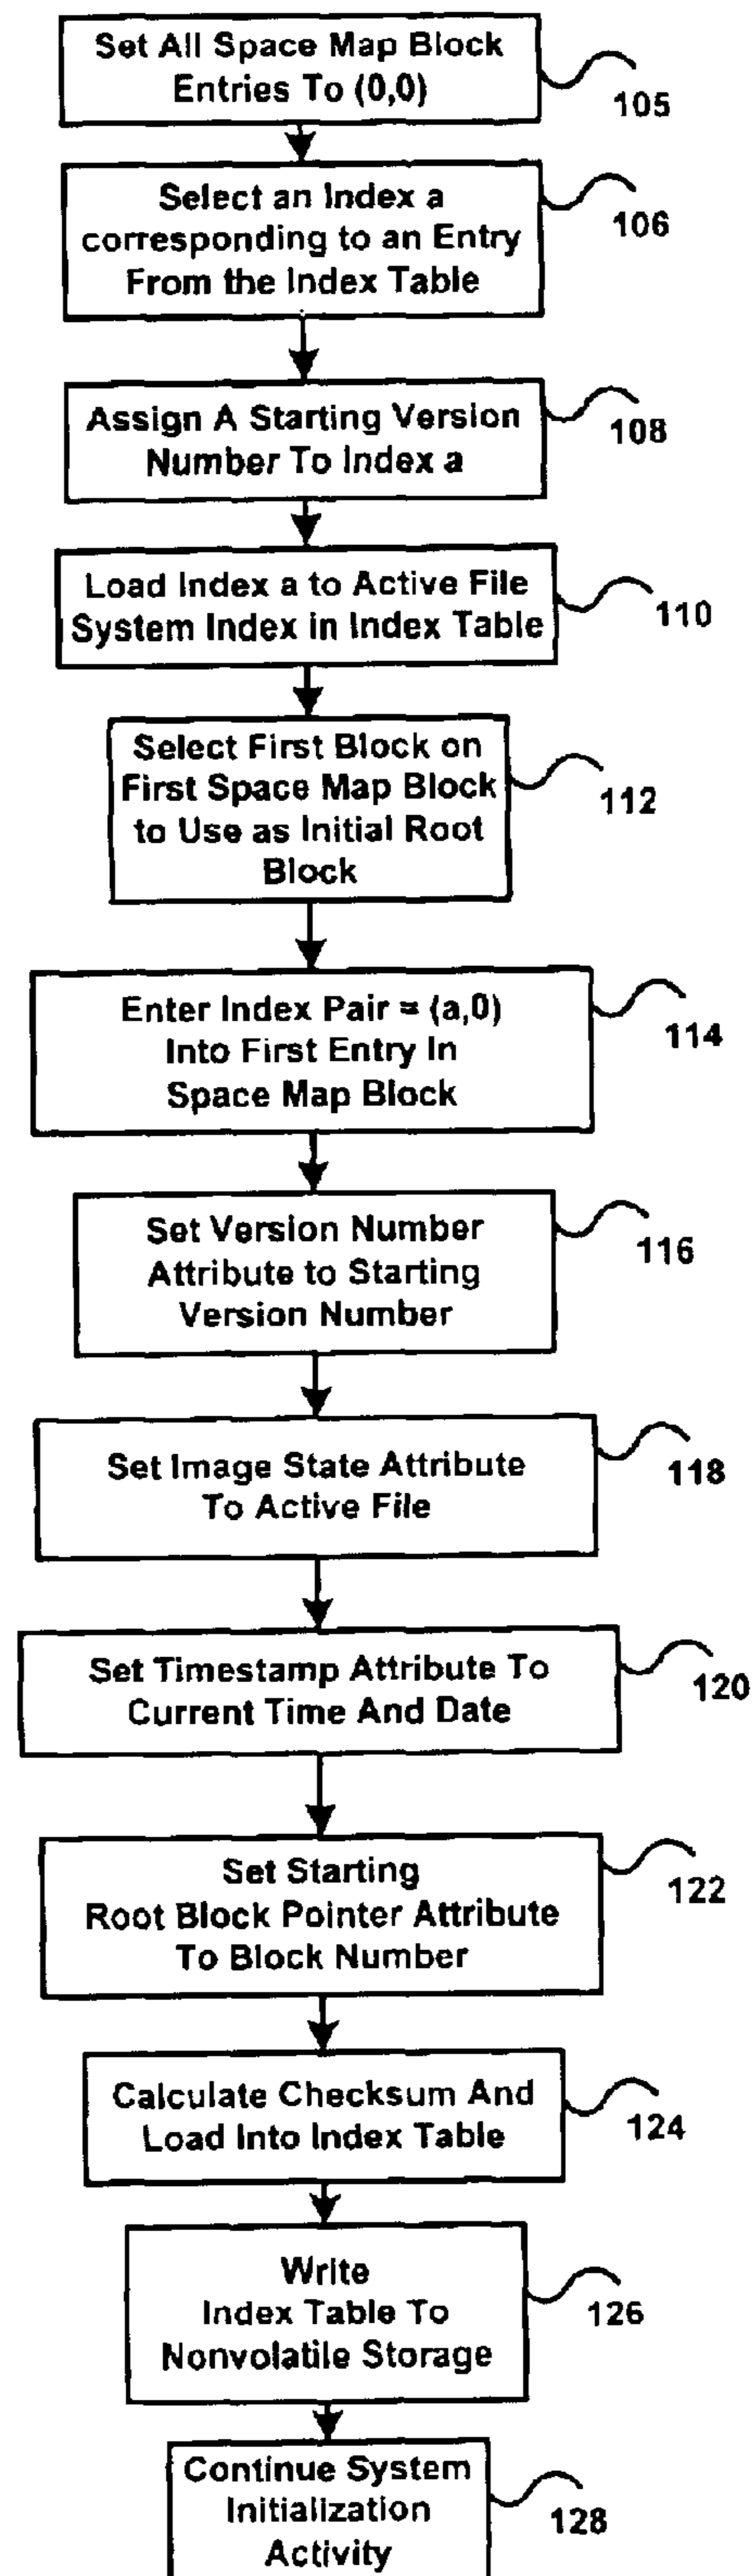 Set All Space Map Block
Entries To (0,0)
105
Select an Index a
corresponding to an Entry
From the Index Table
106
Assign A Starting Version
Number To Index a
108
Load Index a to Active File
System Index in Index Table
110
Select First Block on
First Space Map Block
to Use as Initial Root
Block
112
Enter Index Pair = (a,0)
Into First Entry In
Space Map Block
114
Set Version Number
Attribute to Starting
Version Number
116
Set Image State Attribute
To Active File
118
Set Timestamp Attribute To
Current Time And Date
120
Set Starting
Root Block Pointer Attribute
To Block Number
122
Calculate Checksum And
Load Into Index Table
124
Write
Index Table To
Nonvolatile Storage
126
Continue System
Initialization
Activity
128